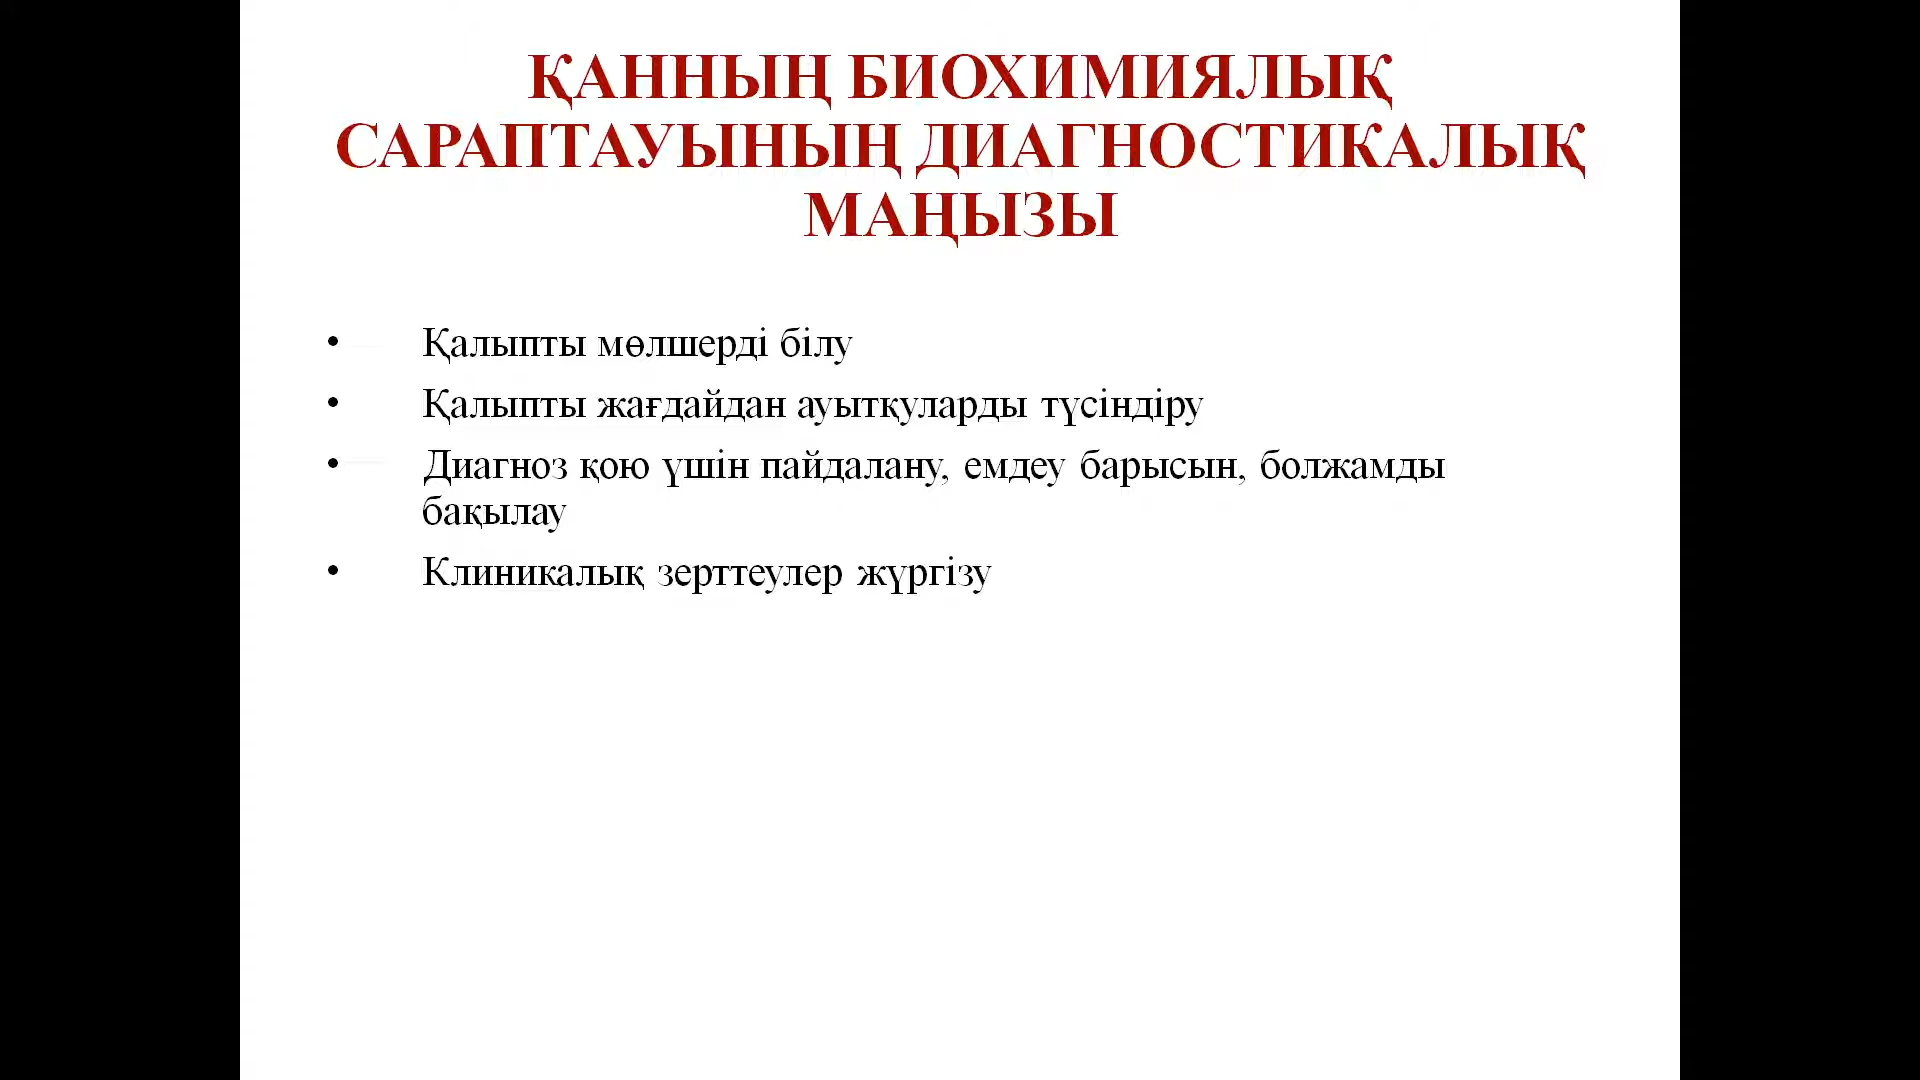 ҚАННЫҢ БИОХИМИЯЛЫҚ
САРАПТАУЫНЫҢ ДИАГНОСТИКАЛЫҚ
МАҢЫЗЫ
• Қалыпты мөлшерді білу
• Қалыпты жағдайдан ауытқуларды түсіндіру
• Диагноз қою үшін пайдалану, емдеу барысын, болжамды
бақылау
• Клиникалық зерттеулер жүргізу